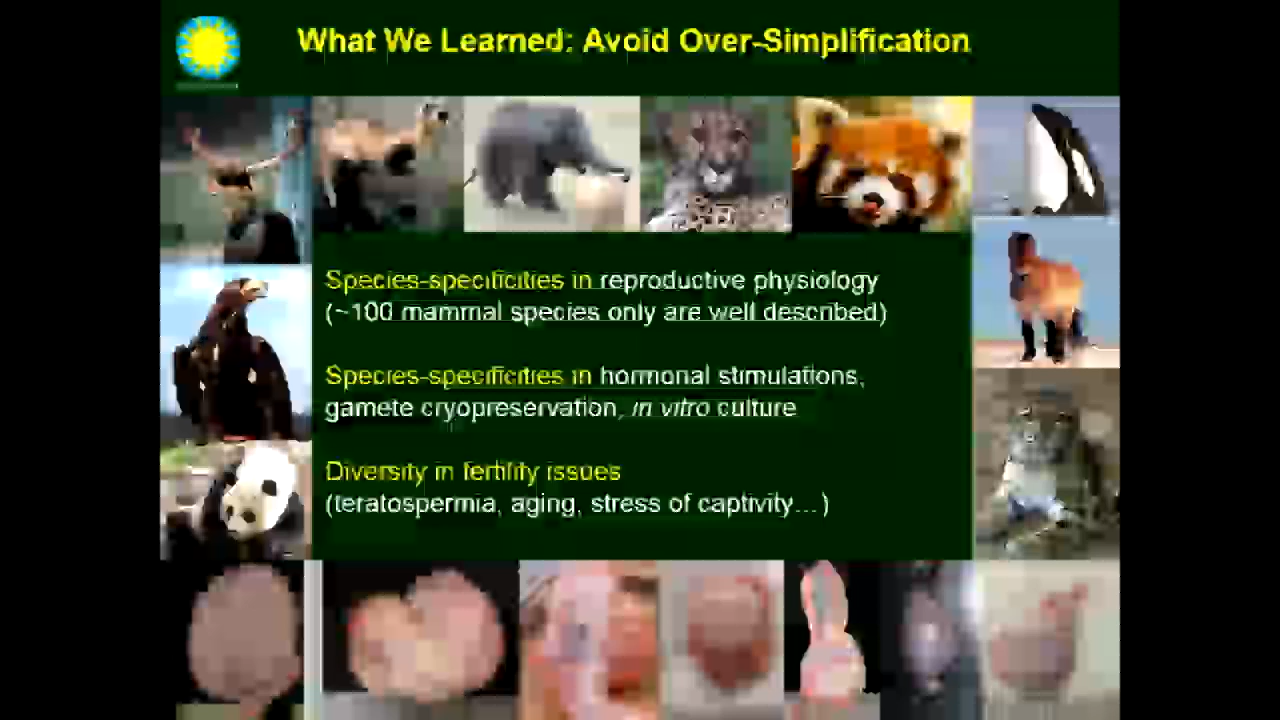 What We Learned: Avoid Over-Simplification
Species-specificities in reproductive physiology
(~100 mammal species only are well described)
Species-specificities in hormonal stimulations,
gamete cryopreservation, in vitro culture
Diversity in fertility issues
(teratospermia, aging, stress of captivity…)